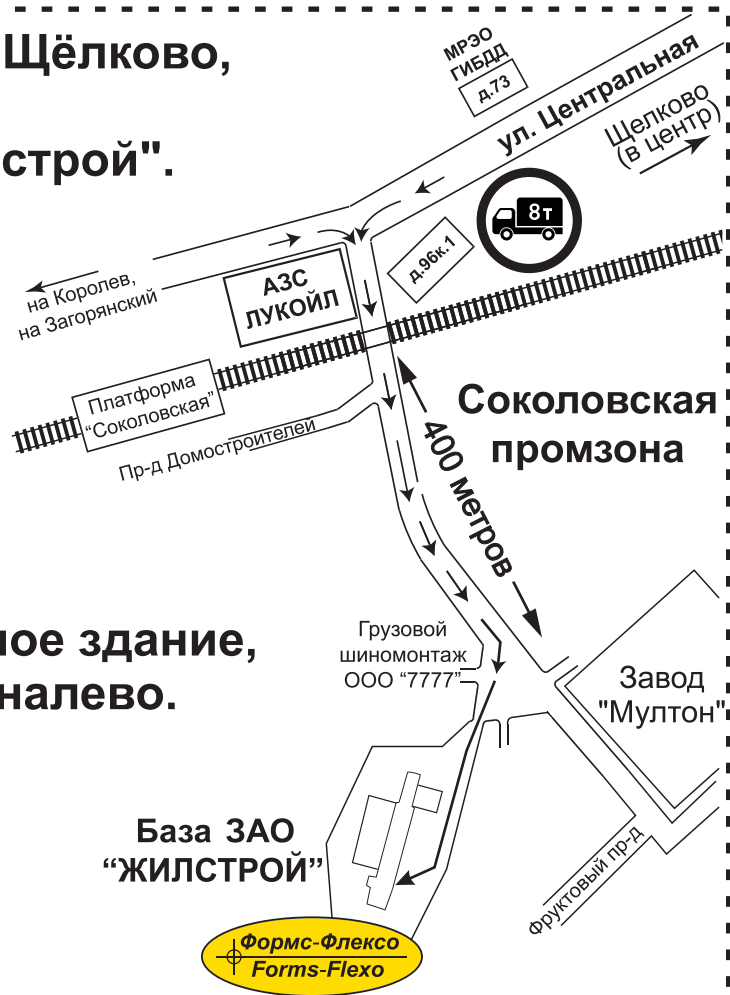 Щёлково,
строй".
МРЭО
ГИБДД
д.73
ул. Центральная
Щелково
(в центр)
8т
д.96к.1
на Королев,
на Загорянский
АЗС
ЛУКОЙЛ
Платформа
“Соколовская”
Пр-д Домостроителей
Соколовская
промзона
400 метров
ное здание,
налево.
Грузовой
шиномонтаж
ООО “7777”
Завод
"Мултон"
База ЗАО
“ЖИЛСТРОЙ”
Фруктовый пр-д
Формс-Флексо
Forms-Flexo